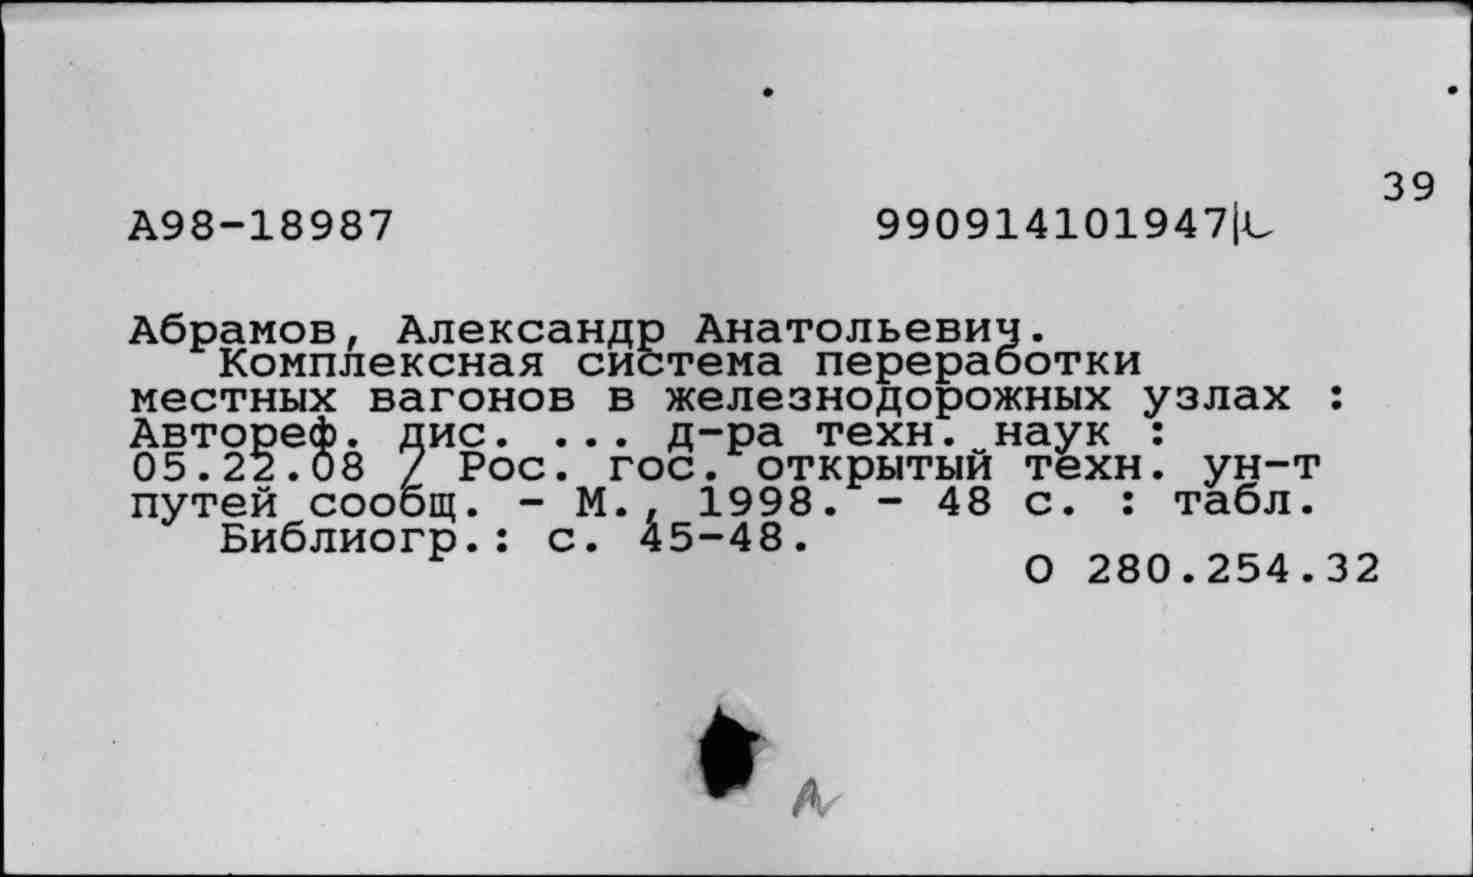 39
А98-18987 990914101947
Абрамов, Александр Анатольевич.
Комплексная система переработки
местных вагонов в железнодорожных узлах :
Автореф. дис. ... д-ра техн. наук :
05.22.08 / Рос. гос. открытый техн. ун-т
путей сообщ. - М., 1998. - 48 с. : табл.
Библиогр.: с. 45-48.
О 280.254.32